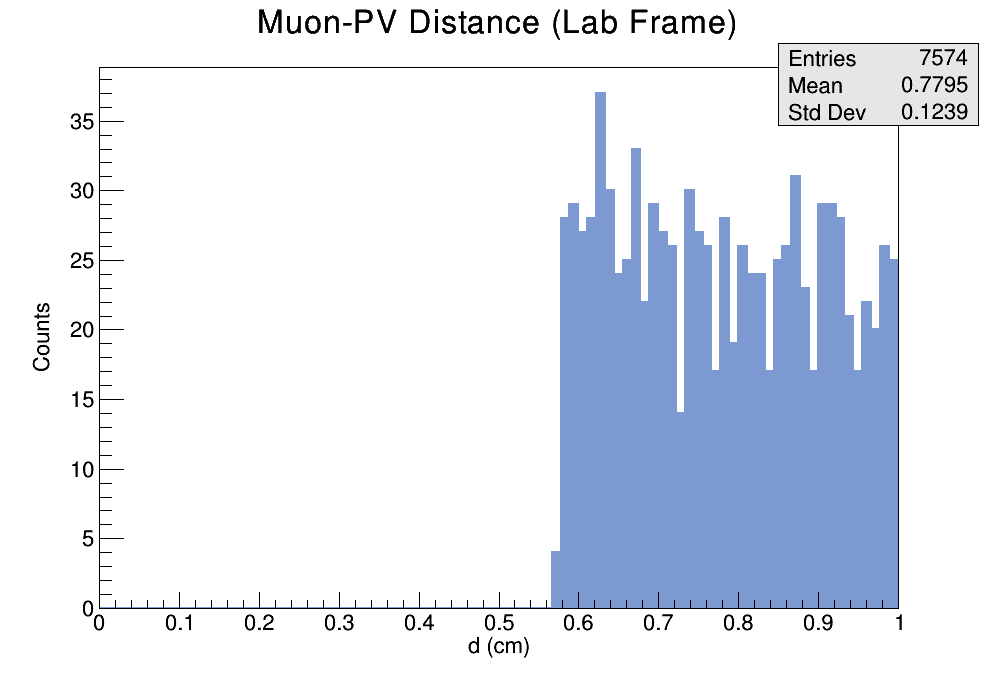 Muon-PV Distance (Lab Frame)
Entries 7574
Mean 0.7795
Std Dev 0.1239
35
30
25
20
15
10
5
0
Counts
0 0.1 0.2 0.3 0.4 0.5 0.6 0.7 0.8 0.9 1
d (cm)